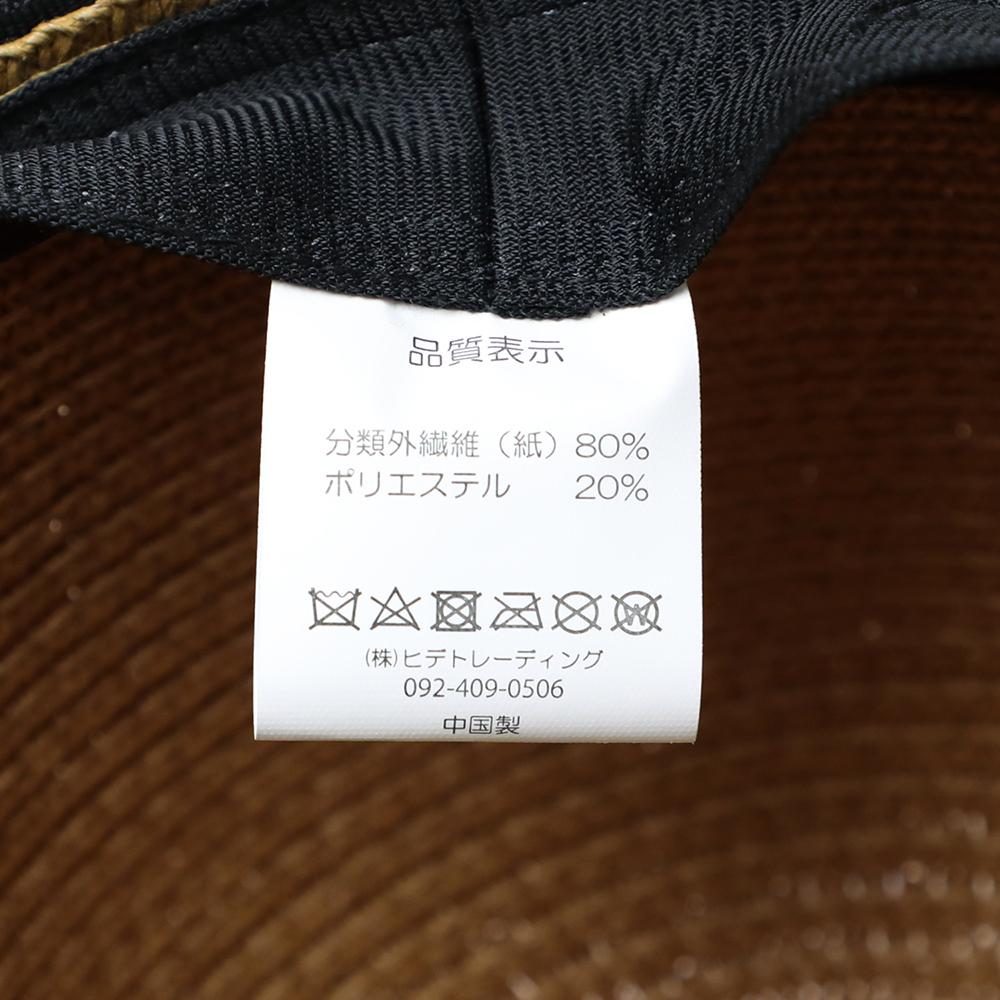 品質表示
分類外繊維（紙）80%
ポリエステル 20%
W
(株)ヒデトレーディング
092-409-0506
中国製